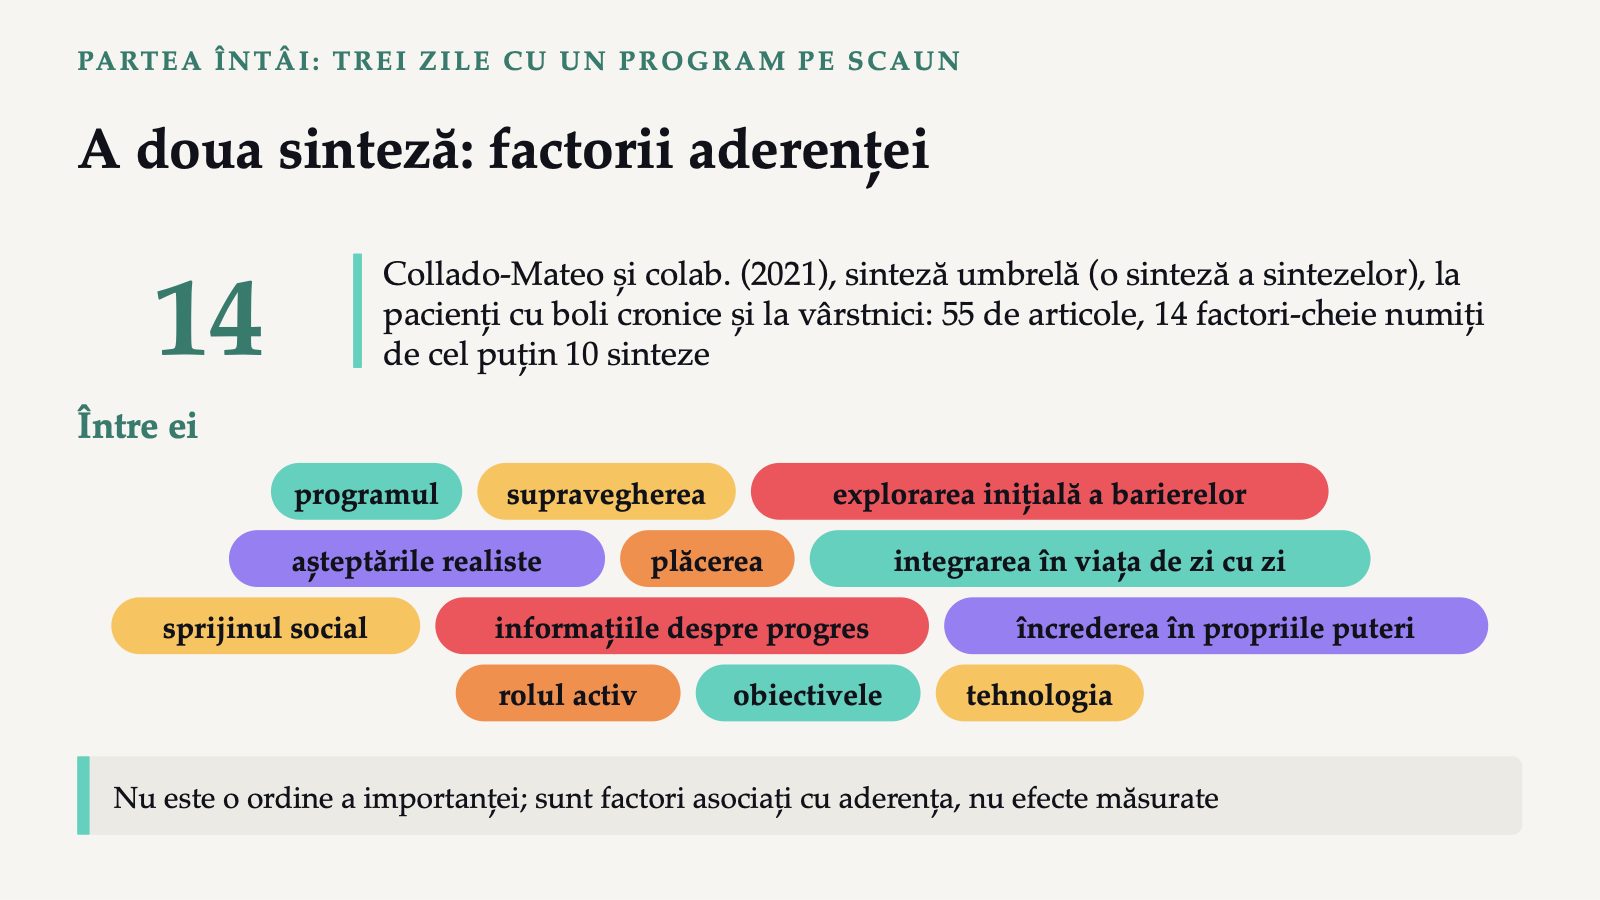 PARTEA ÎNTÂI: TREI ZILE CU UN PROGRAM PE SCAUN
A doua sinteză: factorii aderenței
14
Collado-Mateo și colab. (2021), sinteză umbrelă (o sinteză a sintezelor), la
pacienți cu boli cronice și la vârstnici: 55 de articole, 14 factori-cheie numiți
de cel puțin 10 sinteze
Între ei
programul supravegherea explorarea inițială a barierelor
așteptările realiste plăcerea integrarea în viața de zi cu zi
sprijinul social informațiile despre progres încrederea în propriile puteri
rolul activ obiectivele tehnologia
Nu este o ordine a importanței; sunt factori asociați cu aderența, nu efecte măsurate